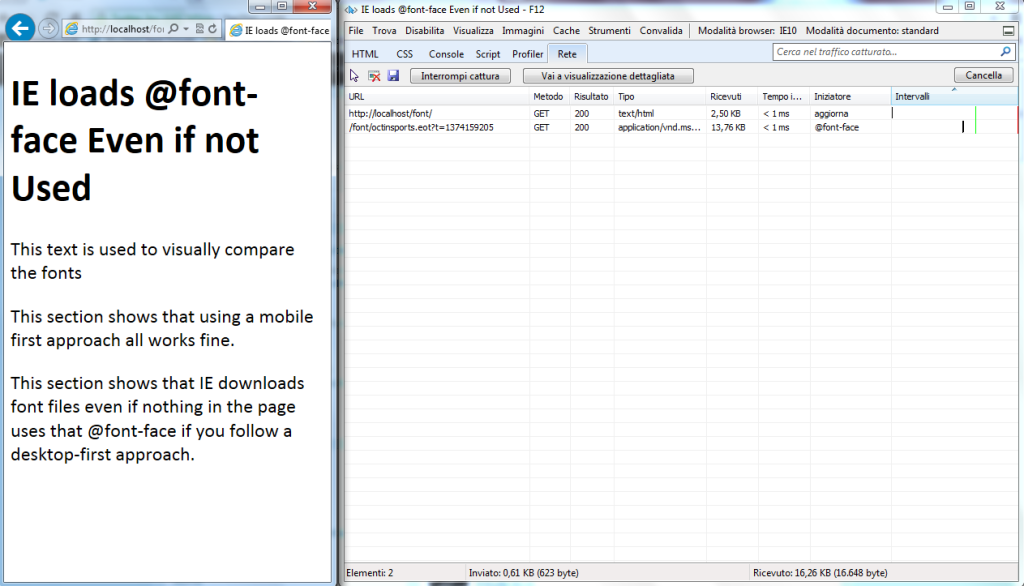 http://localhost/foi
IE loads @font-face
IE loads @font-
face Even if not
Used
This text is used to visually compare
the fonts
This section shows that using a mobile
first approach all works fine.
This section shows that IE downloads
font files even if nothing in the page
uses that @font-face if you follow a
desktop-first approach.
IE loads @font-face Even if not Used - F12
File Trova Disabilita Visualizza Immagini Cache Strumenti Convalida Modalità browser: IE10 Modalità documento: standard
HTML CSS Console Script Profiler Rete Cerca nel traffico catturato...
Interrompi cattura Vai a visualizzazione dettagliata Cancella
URL Metodo Risultato Tipo Ricevuti Tempo i... Iniziatore Intervalli
http://localhost/font/ GET 200 text/html 2,50 KB < 1 ms aggiorna
/font/octinsports.eot?t=1374159205 GET 200 application/vnd.ms... 13,76 KB < 1 ms @font-face
Elementi: 2 Inviato: 0,61 KB (623 byte) Ricevuto: 16,26 KB (16.648 byte)